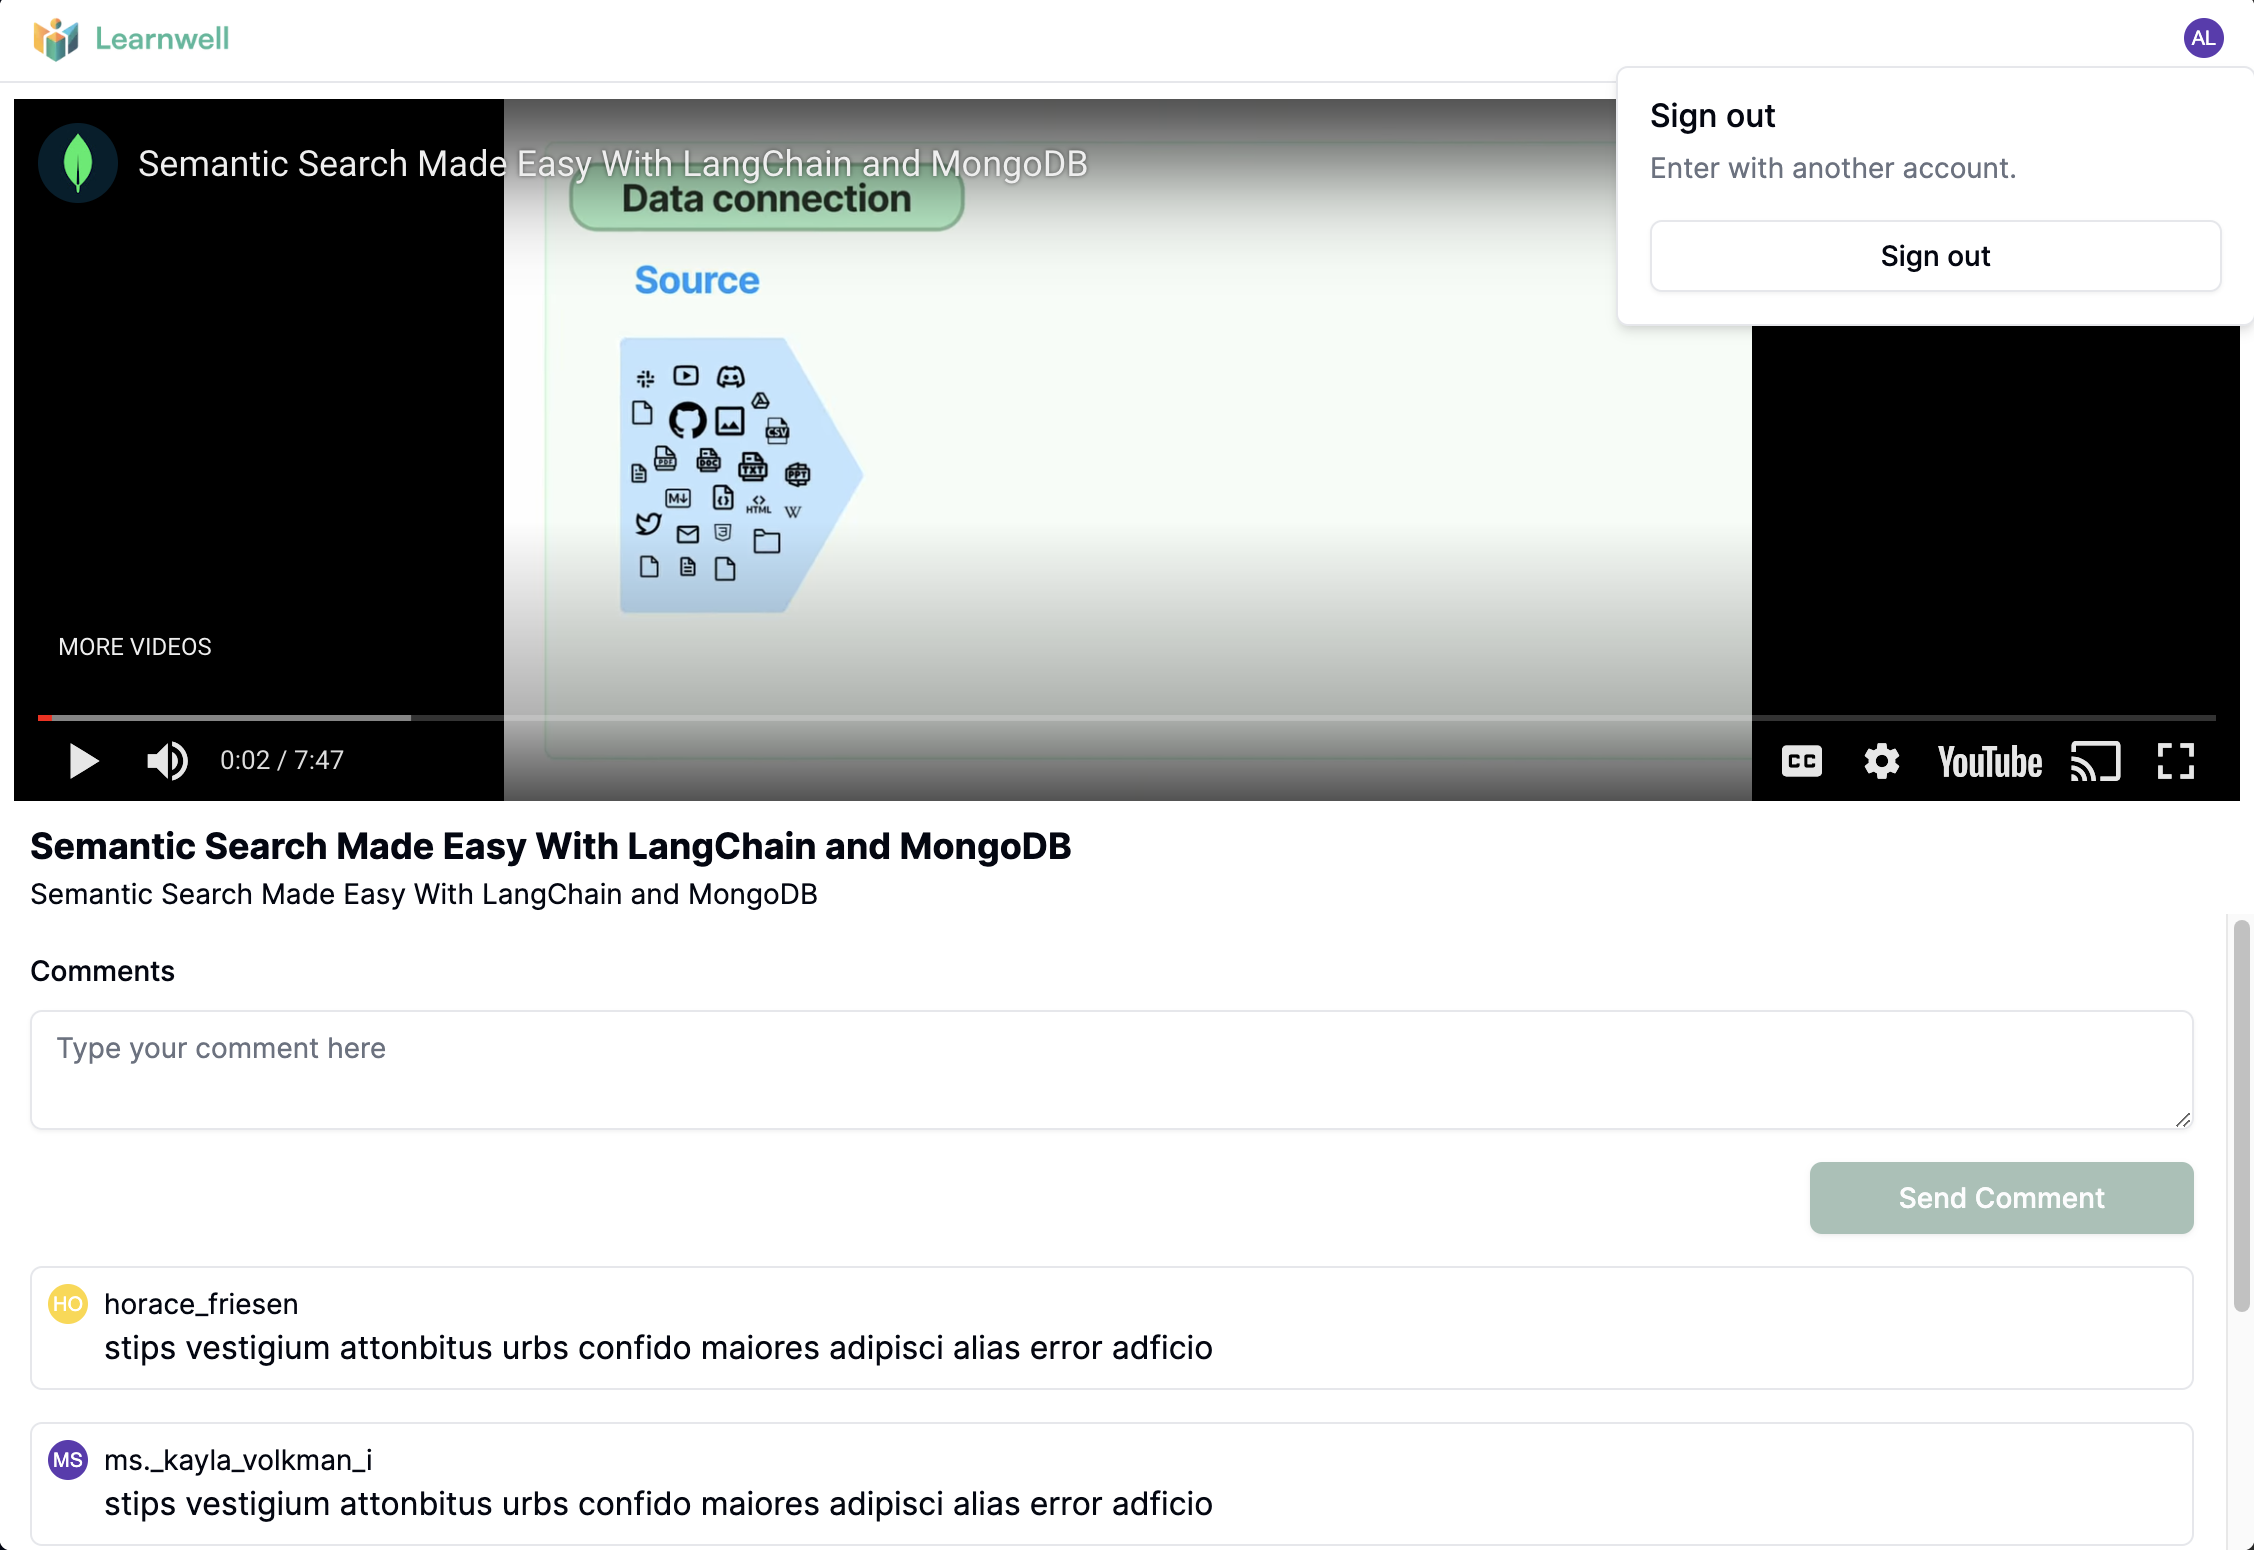 Learnwell
AL
Sign out
Enter with another account.
Sign out
Semantic Search Made Easy With LangChain and MongoDB
Data connection
Source
CSV
PDF
DOC
TXT
PPT
M
HTML
W
MORE VIDEOS
0:02 / 7:47
CC
YouTube
Semantic Search Made Easy With LangChain and MongoDB
Semantic Search Made Easy With LangChain and MongoDB
Comments
Type your comment here
Send Comment
HO
horace_friesen
stips vestigium attonbitus urbs confido maiores adipisci alias error adficio
MS
ms._kayla_volkman_i
stips vestigium attonbitus urbs confido maiores adipisci alias error adficio